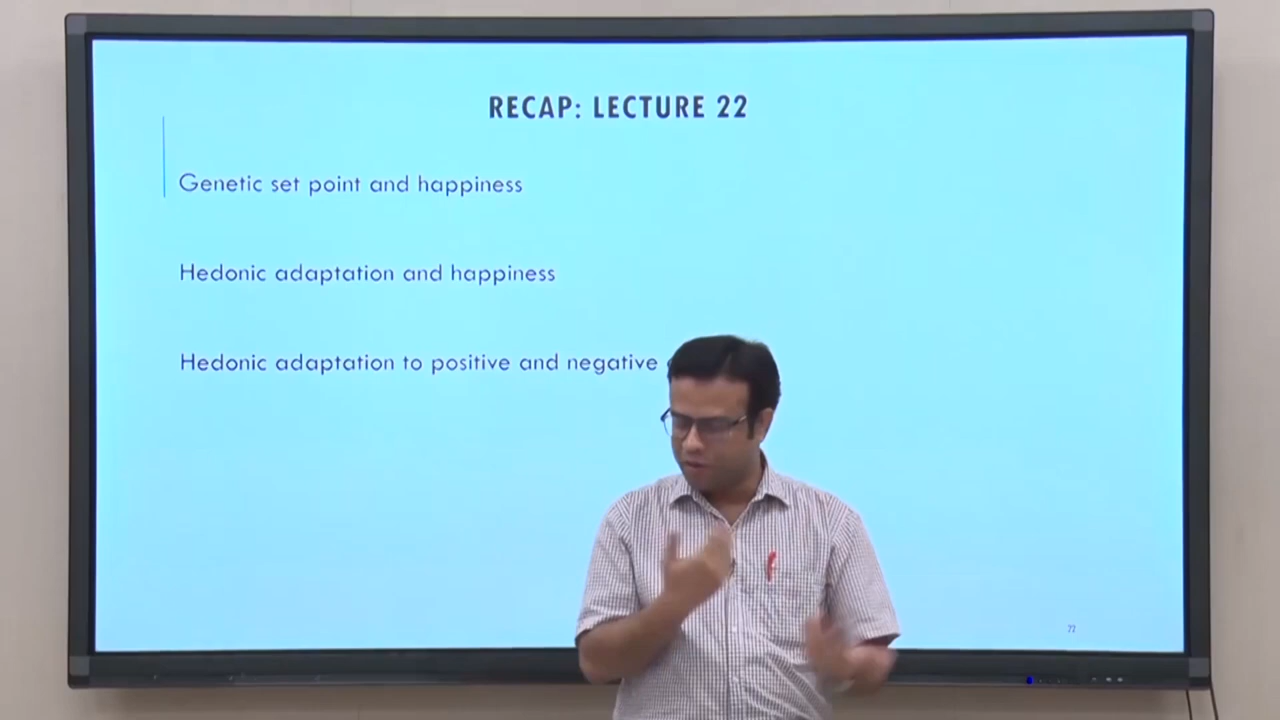 RECAP: LECTURE 22
Genetic set point and happiness
Hedonic adaptation and happiness
Hedonic adaptation to positive and negative